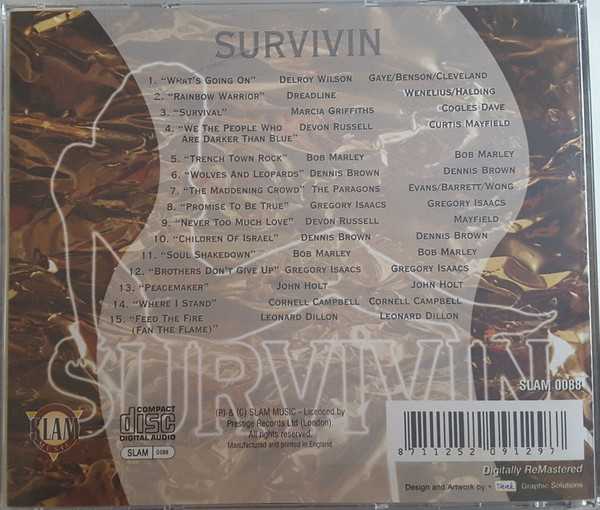 SURVIVIN
1. "WHAT'S GOING ON" DELROY WILSON GAYE/BENSON/CLEVELAND
2. "RAINBOW WARRIOR" DREADLINE WENELIUS/HALDING
3. "SURVIVAL" MARCIA GRIFFITHS COGLES DAVE
4. "WE THE PEOPLE WHO DEVON RUSSELL CURTIS MAYFIELD
ARE DARKER THAN BLUE"
5. "TRENCH TOWN ROCK" BOB MARLEY BOB MARLEY
6. "WOLVES AND LEOPARDS" DENNIS BROWN DENNIS BROWN
7. "THE MADDENING CROWD" THE PARAGONS EVANS/BARRETT/WONG
8. "PROMISE TO BE TRUE" GREGORY ISAACS GREGORY ISAACS
9. "NEVER TOO MUCH LOVE" DEVON RUSSELL MAYFIELD
10. "CHILDREN OF ISRAEL" DENNIS BROWN DENNIS BROWN
11. "SOUL SHAKEDOWN" BOB MARLEY BOB MARLEY
12. "BROTHERS DON'T GIVE UP" GREGORY ISAACS GREGORY ISAACS
13. "PEACEMAKER" JOHN HOLT JOHN HOLT
14. "WHERE I STAND" CORNELL CAMPBELL CORNELL CAMPBELL
15. "FEED THE FIRE LEONARD DILLON LEONARD DILLON
(FAN THE FLAME)"
SURVIVIN
SLAM 0088
SLAM
MUSIC
COMPACT
disc
DIGITAL AUDIO
SLAM 0088
(P) & (C) SLAM MUSIC - Licenced by
Prestige Records Ltd (London).
All rights reserved.
Manufactured and printed in England.
8 711252 091297
Digitally ReMastered
Design and Artwork by • Graphic Solutions